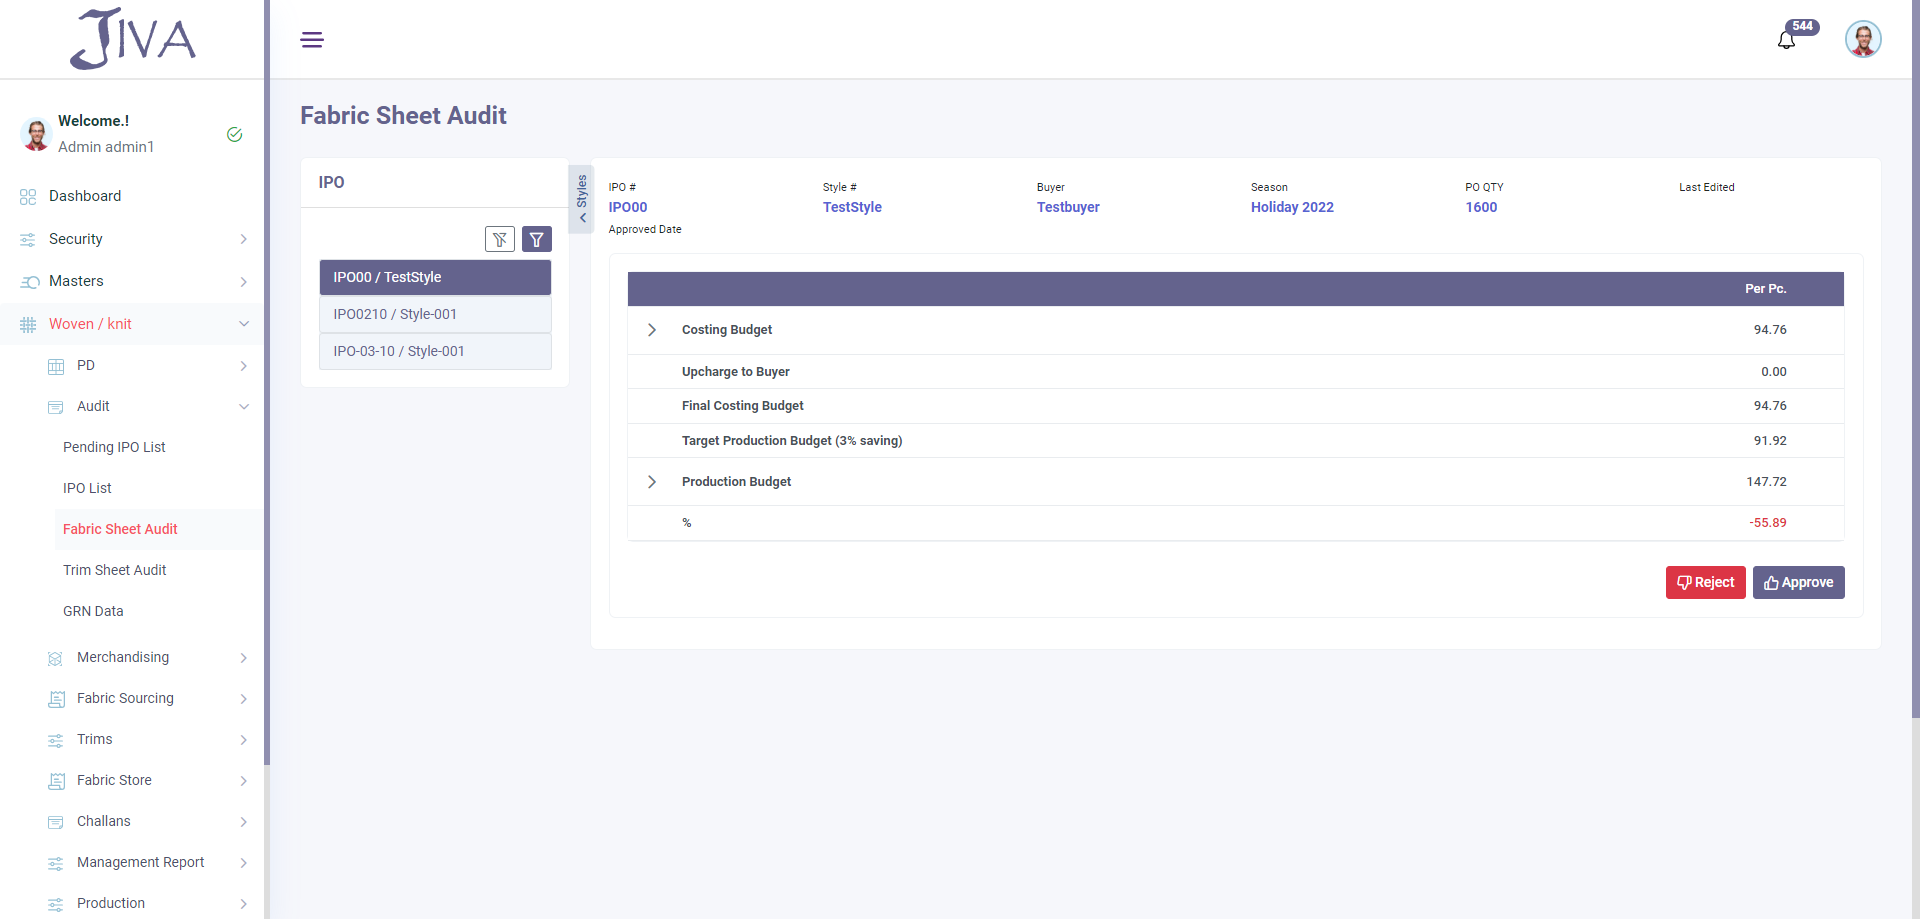 JIVA
544
Welcome.!
Admin admin1
Dashboard
Security
Masters
Woven / knit
PD
Audit
Pending IPO List
IPO List
Fabric Sheet Audit
Trim Sheet Audit
GRN Data
Merchandising
Fabric Sourcing
Trims
Fabric Store
Challans
Management Report
Production
Fabric Sheet Audit
IPO
IPO00 / TestStyle
IPO0210 / Style-001
IPO-03-10 / Style-001
Styles
IPO # Style # Buyer Season PO QTY Last Edited
IPO00 TestStyle Testbuyer Holiday 2022 1600
Approved Date
Per Pc.
Costing Budget 94.76
Upcharge to Buyer 0.00
Final Costing Budget 94.76
Target Production Budget (3% saving) 91.92
Production Budget 147.72
% -55.89
Reject Approve